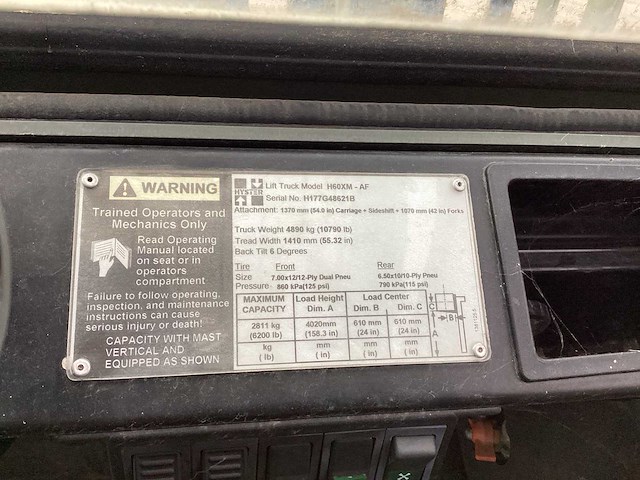 WARNING
Trained Operators and
Mechanics Only
Read Operating
Manual located
on seat or in
operators
compartment
Failure to follow operating,
inspection, and maintenance
instructions can cause
serious injury or death!
CAPACITY WITH MAST
VERTICAL AND
EQUIPPED AS SHOWN
HYSTER
Lift Truck Model H60XM - AF
Serial No. H177G48621B
Attachment: 1370 mm (54.0 in) Carriage + Sideshift + 1070 mm (42 in) Forks
Truck Weight 4890 kg (10790 lb)
Tread Width 1410 mm (55.32 in)
Back Tilt 6 Degrees
Tire Front Rear
Size 7.00x12/12-Ply Dual Pneu 6.50x10/10-Ply Pneu
Pressure 860 kPa(125 psi) 790 kPa(115 psi)
MAXIMUM CAPACITY Load Height Dim. A Load Center Dim. B Dim. C
2811 kg 4020mm 610 mm 610 mm
(6200 lb) (158.3 in) (24 in) (24 in)
kg mm mm mm
( lb) ( in) ( in) ( in)
C
B
A